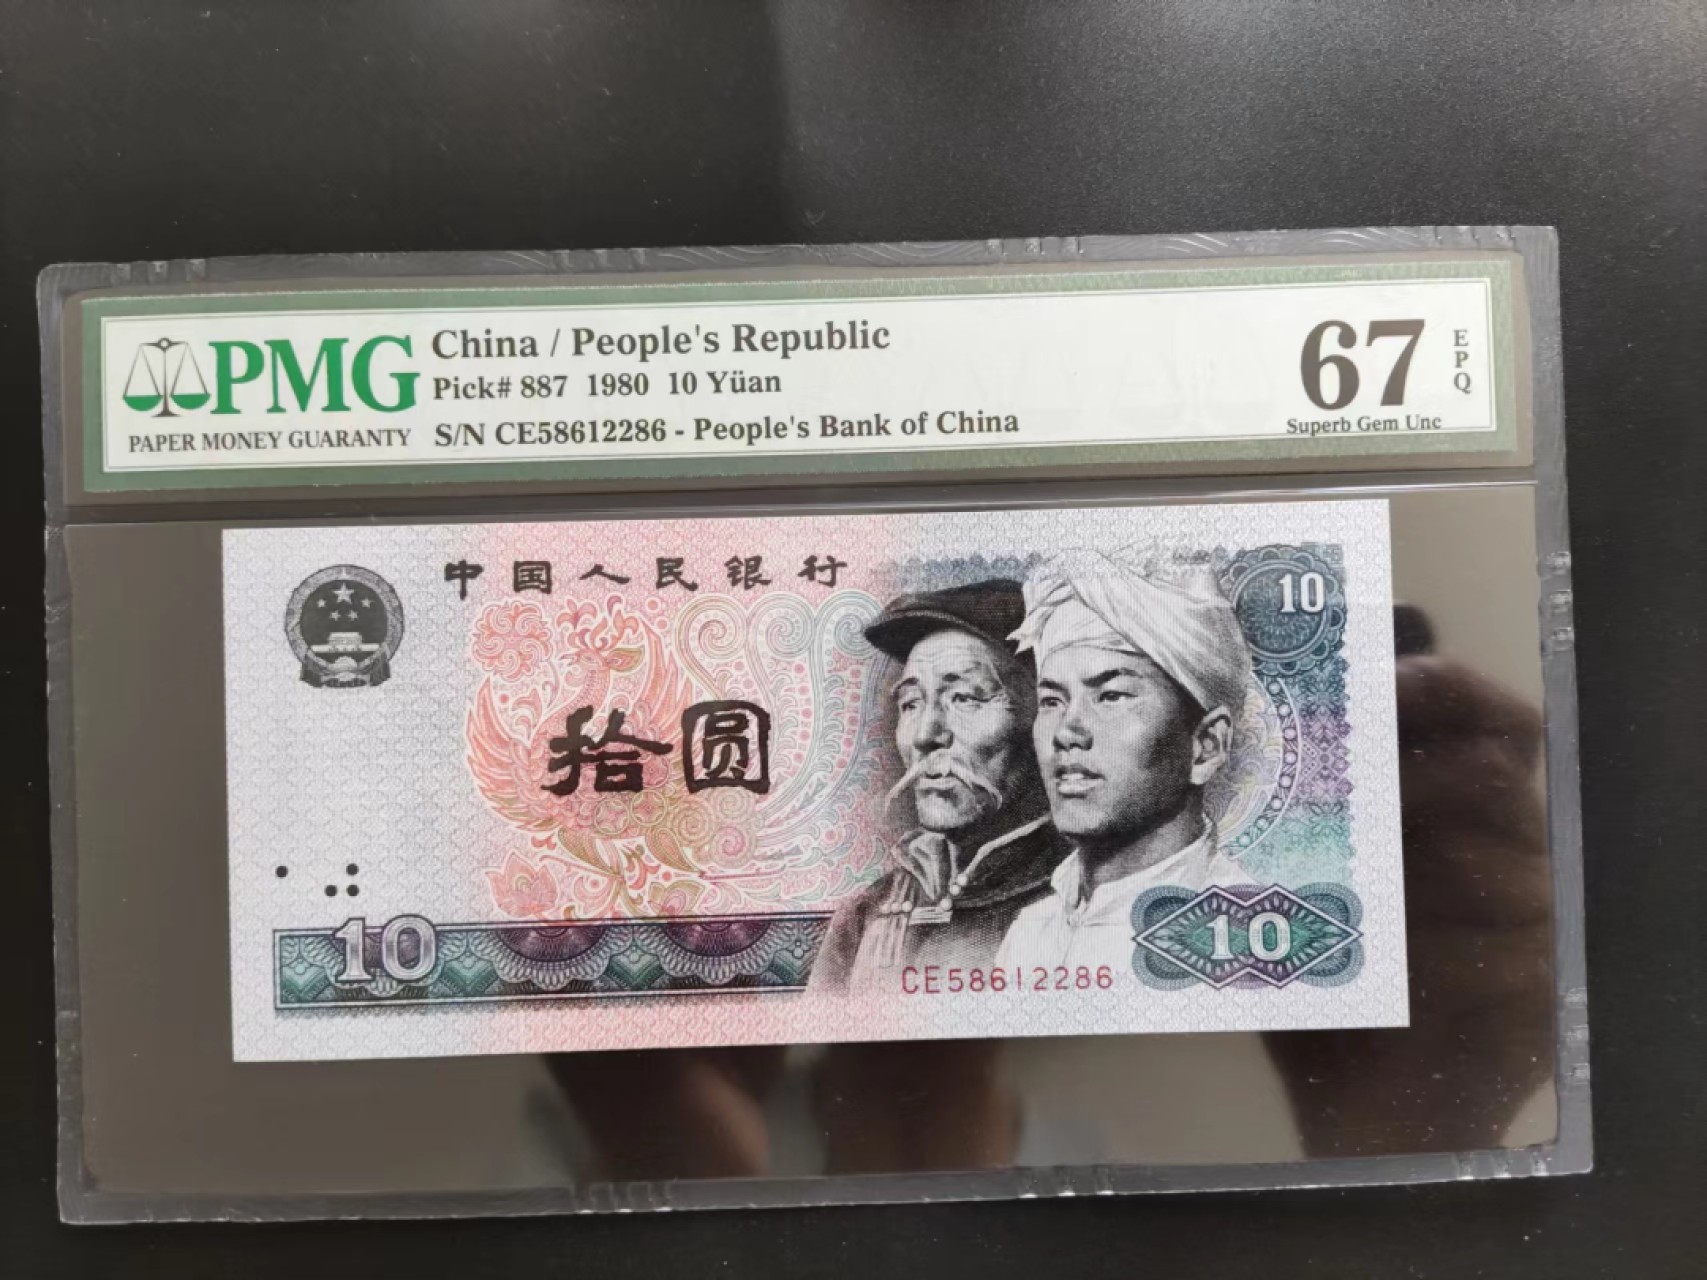 PMG
PAPER MONEY GUARANTY
China / People's Republic
Pick# 887 1980 10 Yüan
S/N CE58612286 - People's Bank of China
67
EPQ
Superb Gem Unc
中国人民银行
10
拾圆
10
10
CE58612286